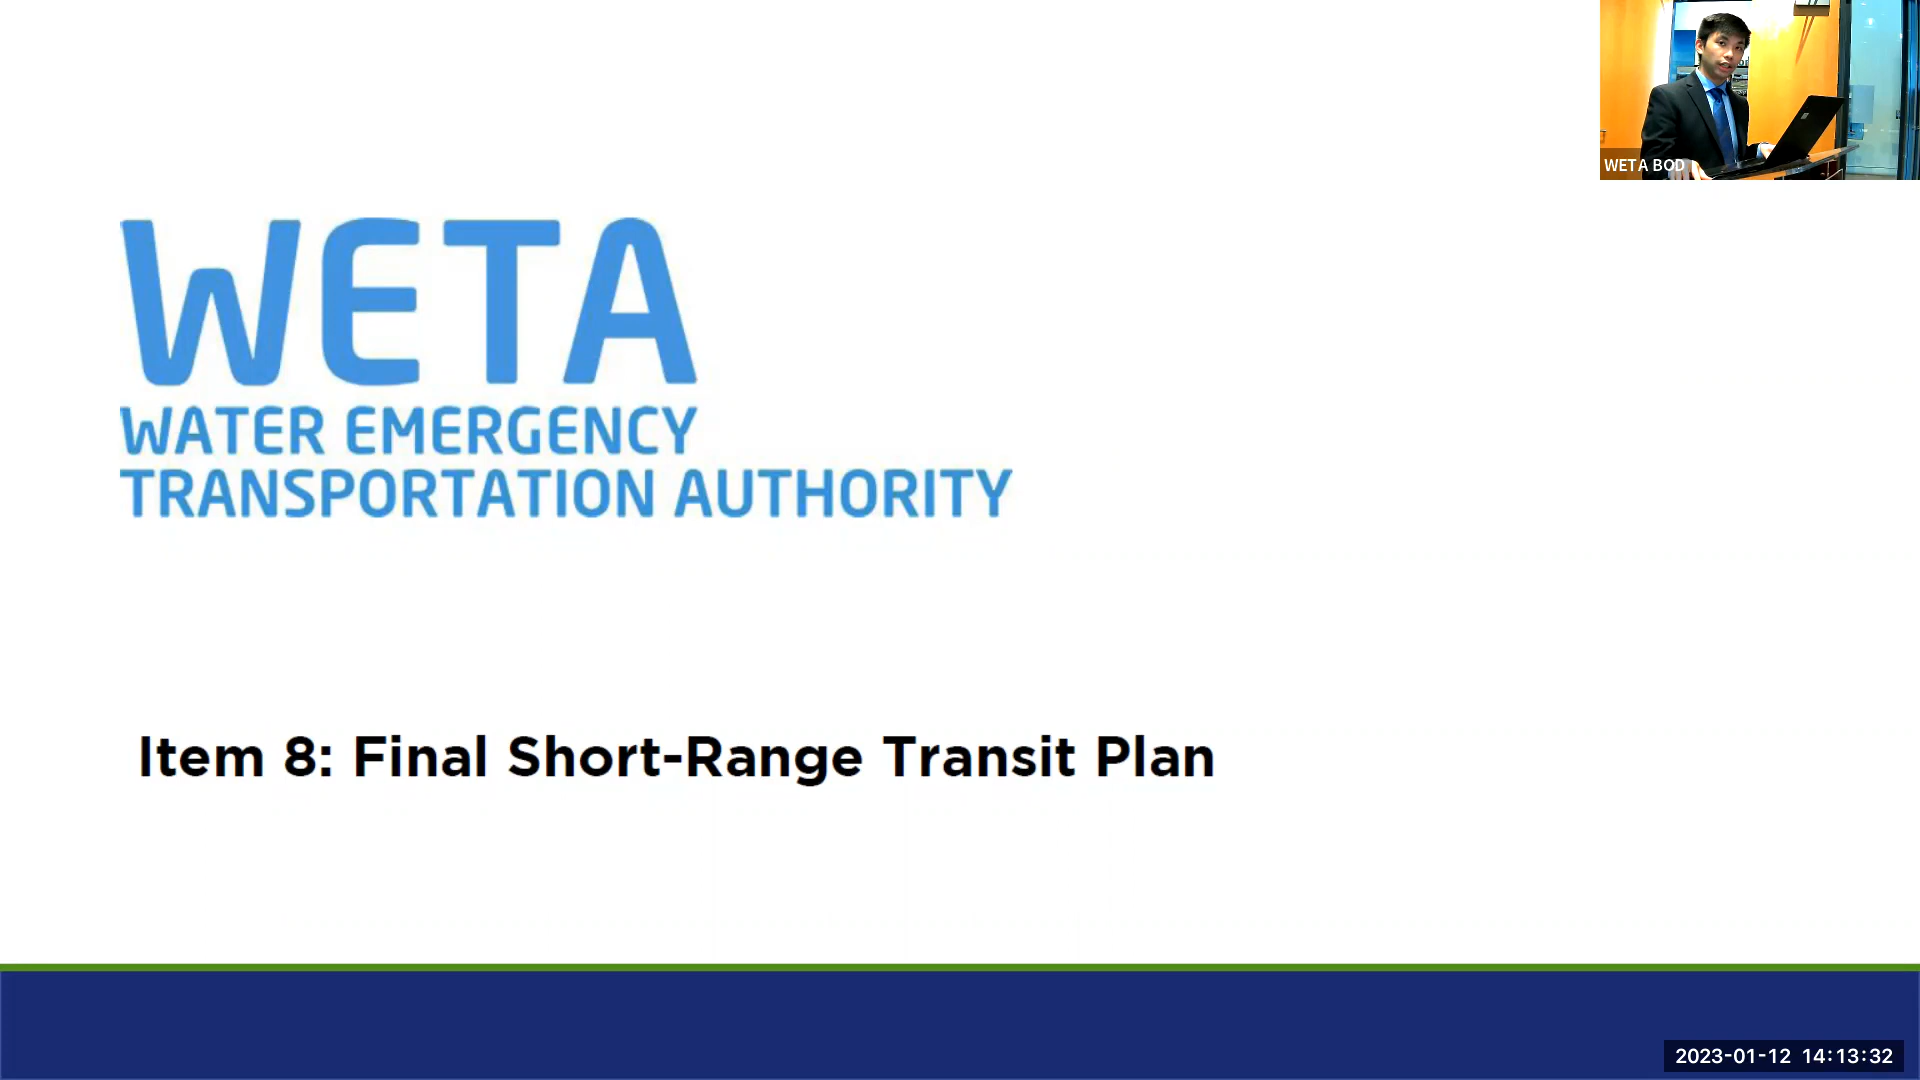 WETA BOD
WETA
WATER EMERGENCY
TRANSPORTATION AUTHORITY
Item 8: Final Short-Range Transit Plan
2023-01-12 14:13:32